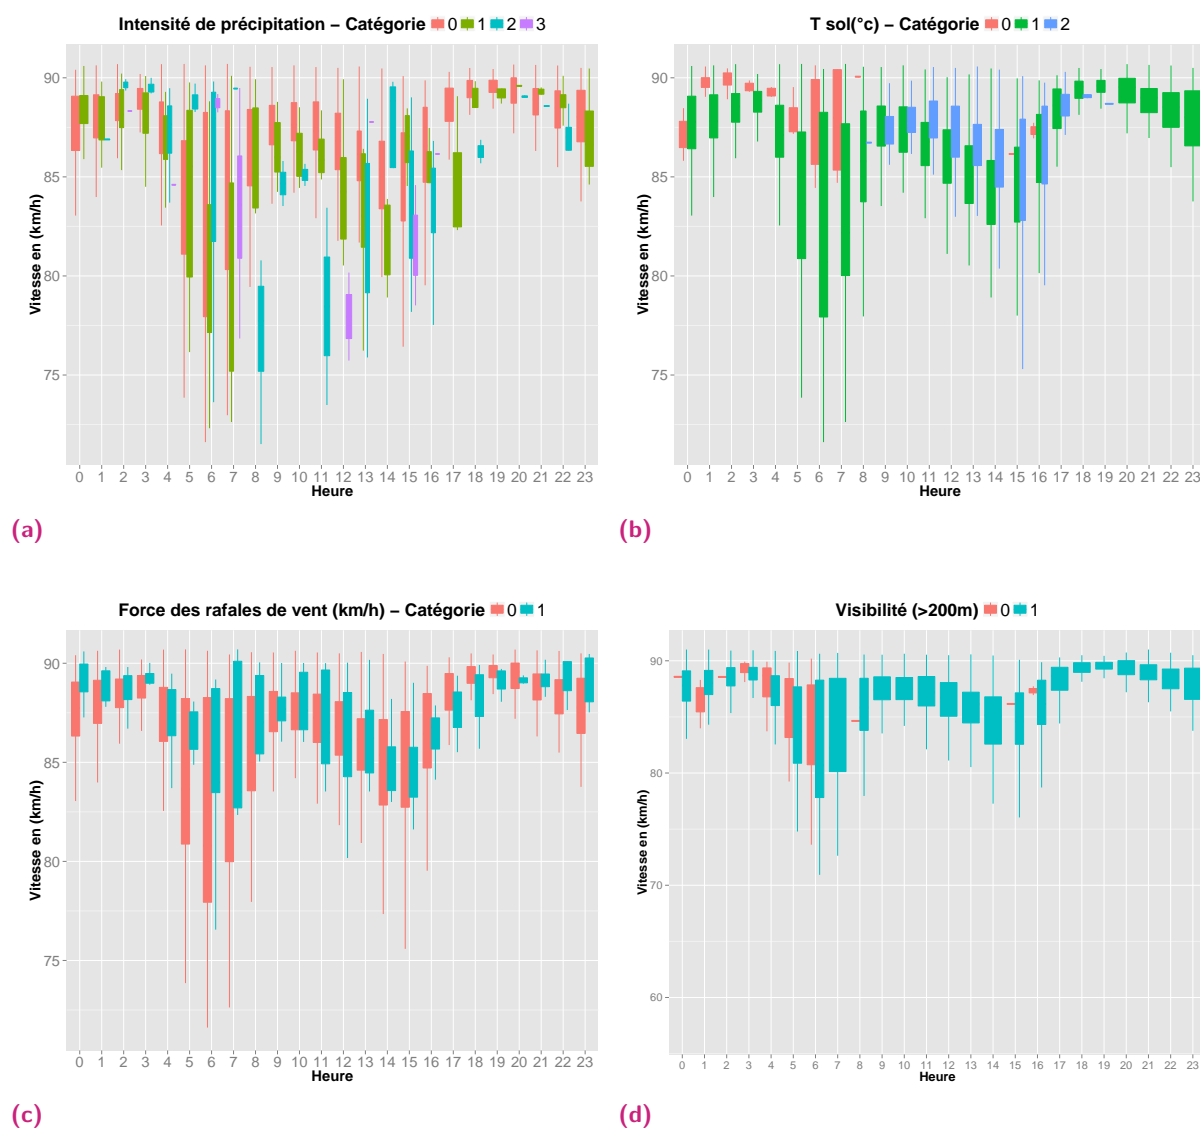 Intensité de précipitation – Catégorie 0 1 2 3
90
85
80
75
Vitesse en (km/h)
0 1 2 3 4 5 6 7 8 9 10 11 12 13 14 15 16 17 18 19 20 21 22 23
Heure
(a)
T sol(°c) – Catégorie 0 1 2
90
85
80
75
Vitesse en (km/h)
0 1 2 3 4 5 6 7 8 9 10 11 12 13 14 15 16 17 18 19 20 21 22 23
Heure
(b)
Force des rafales de vent (km/h) – Catégorie 0 1
90
85
80
75
Vitesse en (km/h)
0 1 2 3 4 5 6 7 8 9 10 11 12 13 14 15 16 17 18 19 20 21 22 23
Heure
(c)
Visibilité (>200m) 0 1
90
80
70
60
Vitesse en (km/h)
0 1 2 3 4 5 6 7 8 9 10 11 12 13 14 15 16 17 18 19 20 21 22 23
Heure
(d)